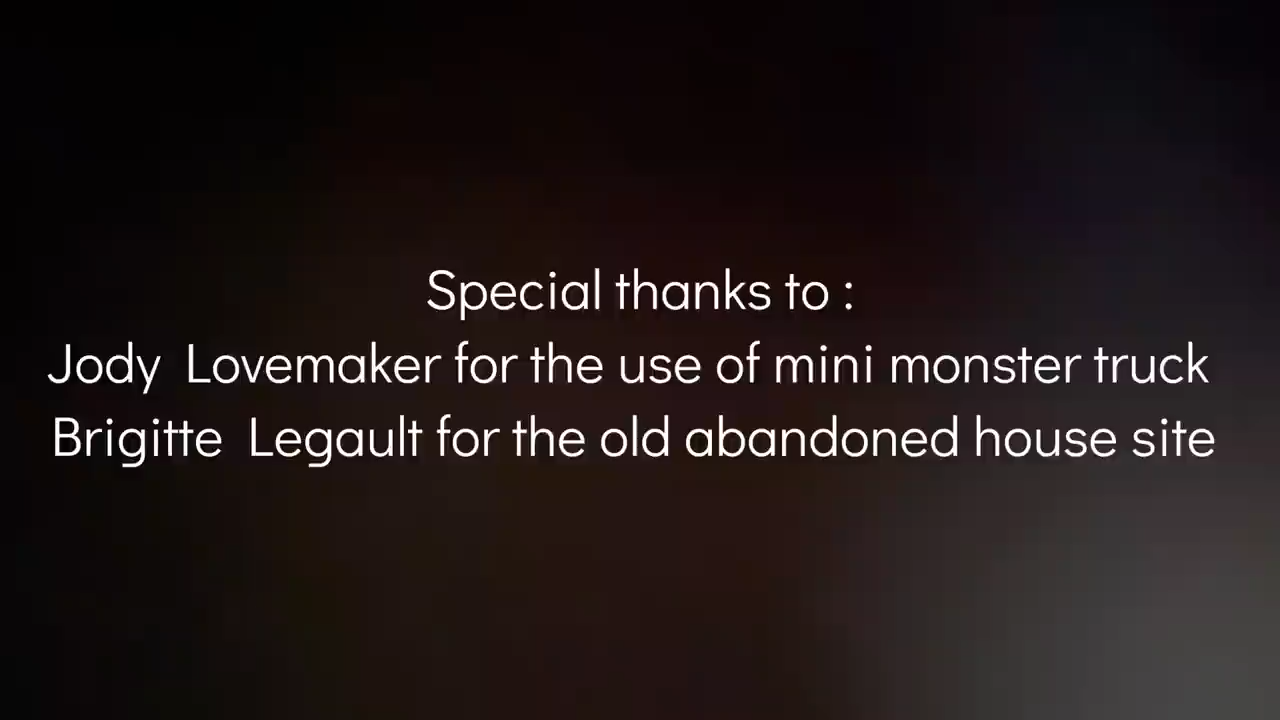 Special thanks to :
Jody  Lovemaker for the use of mini monster truck
Brigitte  Legault for the old abandoned house site